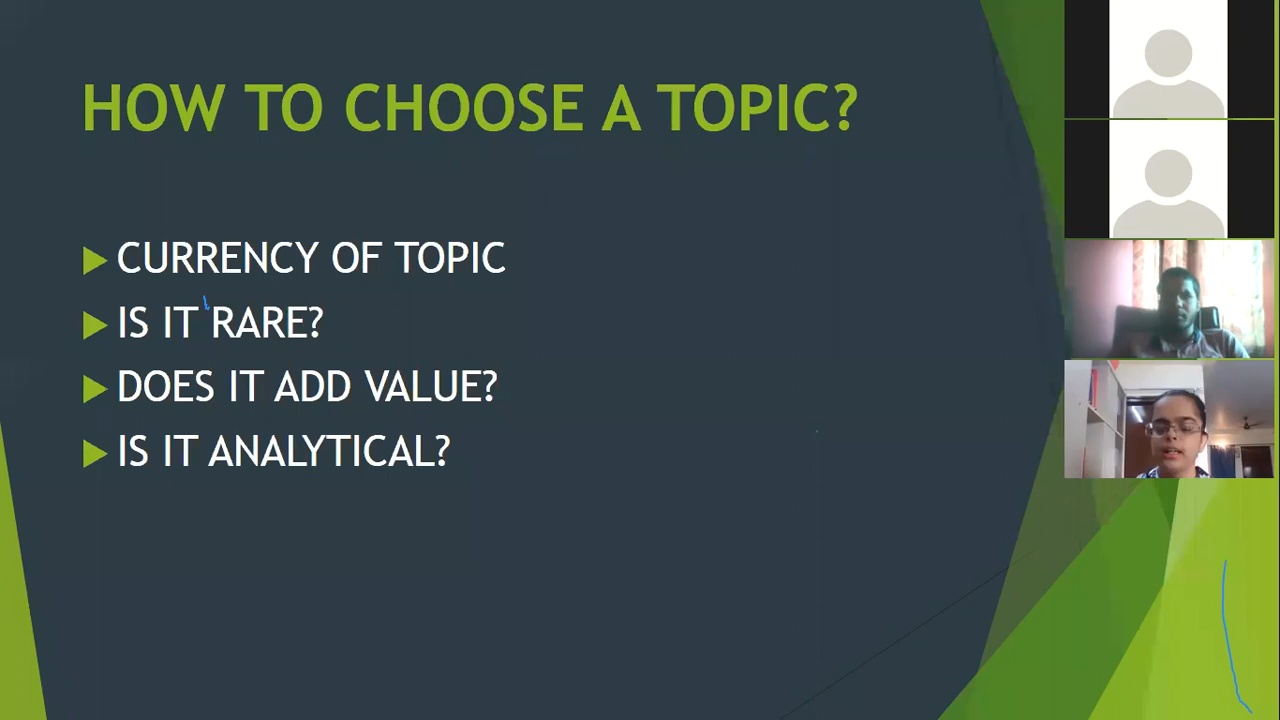 HOW TO CHOOSE A TOPIC?
CURRENCY OF TOPIC
IS IT RARE?
DOES IT ADD VALUE?
IS IT ANALYTICAL?